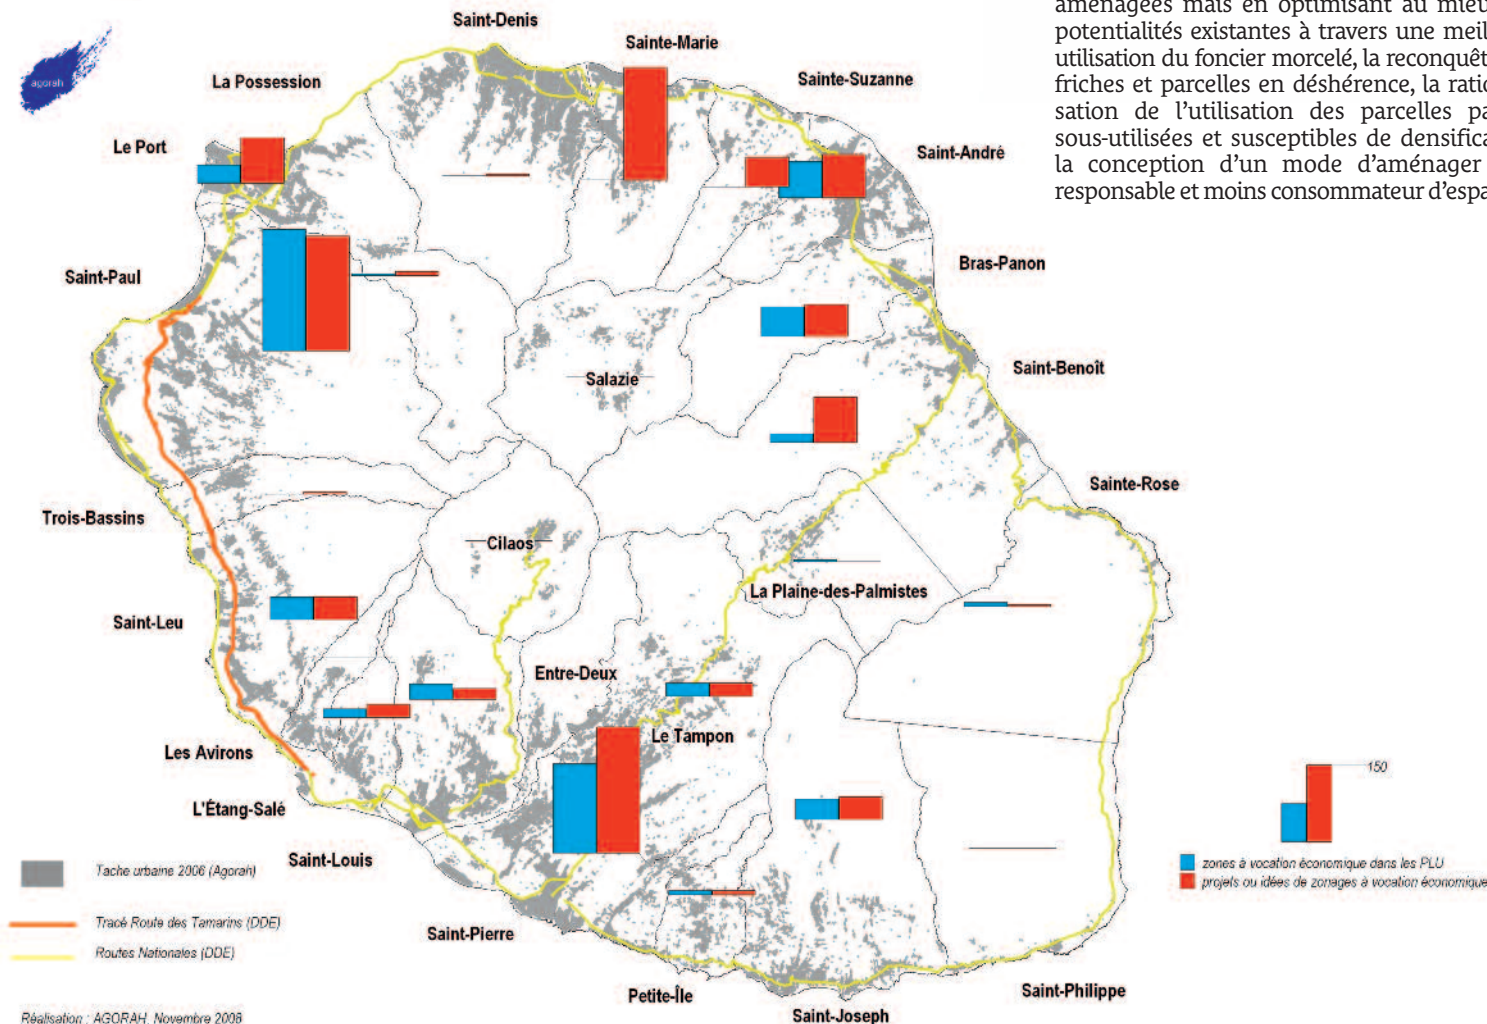 aménagées mais en optimisant au mieu
potentialités existantes à travers une meil
utilisation du foncier morcelé, la reconquêt
friches et parcelles en déshérence, la ratio
sation de l'utilisation des parcelles pa
sous-utilisées et susceptibles de densifica
la conception d'un mode d'aménager
responsable et moins consommateur d'espa
agorah
Saint-Denis
Sainte-Marie
La Possession
Sainte-Suzanne
Le Port
Saint-André
Saint-Paul
Bras-Panon
Saint-Benoît
Salazie
Sainte-Rose
Trois-Bassins
Cilaos
La Plaine-des-Palmistes
Saint-Leu
Entre-Deux
Le Tampon
Les Avirons
L'Étang-Salé
Saint-Louis
Saint-Pierre
Petite-Île
Saint-Joseph
Saint-Philippe
150
zones à vocation économique dans les PLU
projets ou idées de zonages à vocation économique
Tache urbaine 2006 (Agorah)
Tracé Route des Tamarins (DDE)
Routes Nationales (DDE)
Réalisation : AGORAH, Novembre 2008